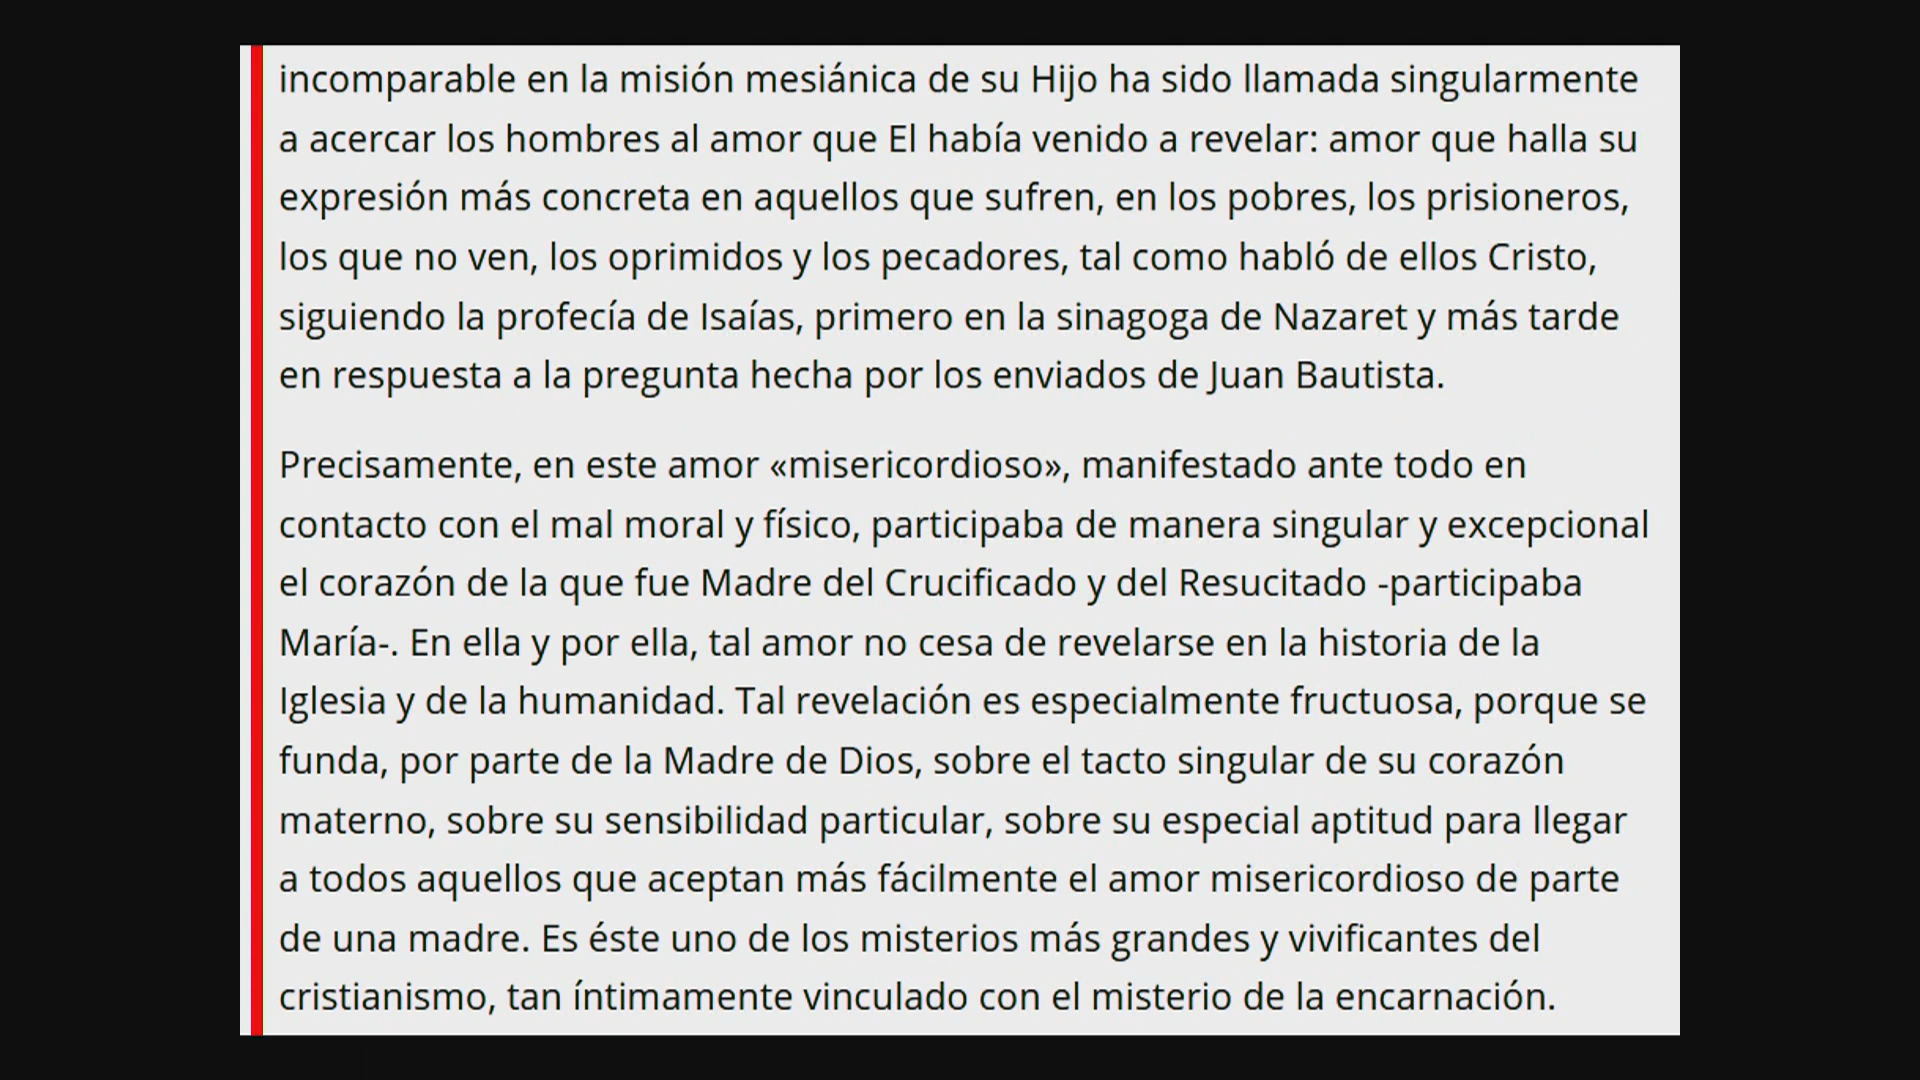 incomparable en la misión mesiánica de su Hijo ha sido llamada singularmente
a acercar los hombres al amor que El había venido a revelar: amor que halla su
expresión más concreta en aquellos que sufren, en los pobres, los prisioneros,
los que no ven, los oprimidos y los pecadores, tal como habló de ellos Cristo,
siguiendo la profecía de Isaías, primero en la sinagoga de Nazaret y más tarde
en respuesta a la pregunta hecha por los enviados de Juan Bautista.
Precisamente, en este amor «misericordioso», manifestado ante todo en
contacto con el mal moral y físico, participaba de manera singular y excepcional
el corazón de la que fue Madre del Crucificado y del Resucitado -participaba
María-. En ella y por ella, tal amor no cesa de revelarse en la historia de la
Iglesia y de la humanidad. Tal revelación es especialmente fructuosa, porque se
funda, por parte de la Madre de Dios, sobre el tacto singular de su corazón
materno, sobre su sensibilidad particular, sobre su especial aptitud para llegar
a todos aquellos que aceptan más fácilmente el amor misericordioso de parte
de una madre. Es éste uno de los misterios más grandes y vivificantes del
cristianismo, tan íntimamente vinculado con el misterio de la encarnación.